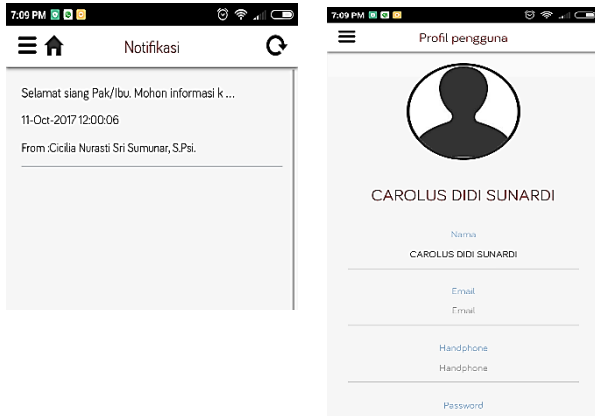 7:09 PM
Notifikasi
Selamat siang Pak/Ibu. Mohon informasi k ...
11-Oct-2017 12:00:06
From :Cicilia Nurasti Sri Sumunar, S.Psi.
7:09 PM
Profil pengguna
CAROLUS DIDI SUNARDI
Nama
CAROLUS DIDI SUNARDI
Email
Email
Handphone
Handphone
Password